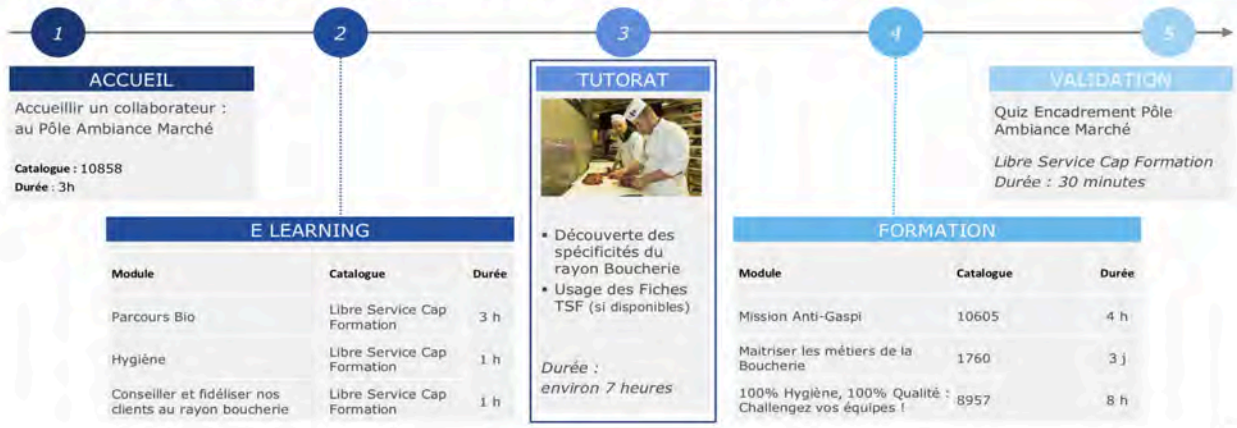 1
2
3
4
5
ACCUEIL
Accueillir un collaborateur :
au Pôle Ambiance Marché
Catalogue : 10858
Durée : 3h
E LEARNING
Module Catalogue Durée
Parcours Bio Libre Service Cap Formation 3 h
Hygiène Libre Service Cap Formation 1 h
Conseiller et fidéliser nos clients au rayon boucherie Libre Service Cap Formation 1 h
TUTORAT
▪ Découverte des
spécificités du
rayon Boucherie
▪ Usage des Fiches
TSF (si disponibles)
Durée :
environ 7 heures
FORMATION
Module Catalogue Durée
Mission Anti-Gaspi 10605 4 h
Maitriser les métiers de la Boucherie 1760 3 j
100% Hygiène, 100% Qualité : Challengez vos équipes ! 8957 8 h
VALIDATION
Quiz Encadrement Pôle
Ambiance Marché
Libre Service Cap Formation
Durée : 30 minutes